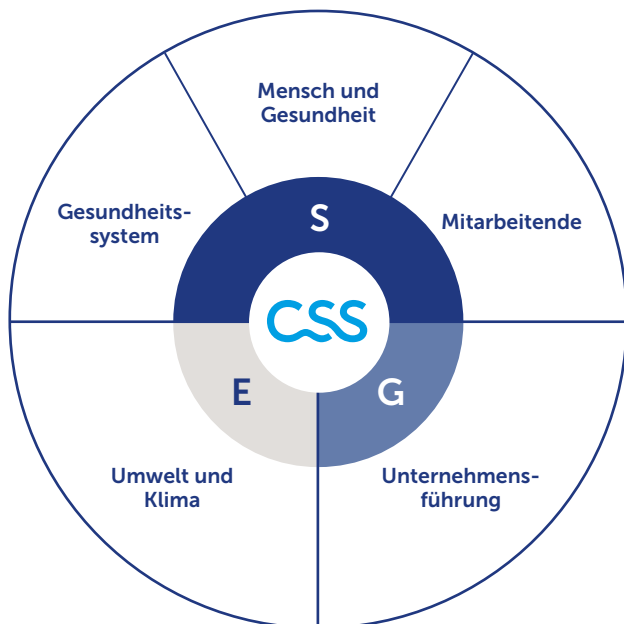 Mensch und
Gesundheit
Gesundheits-
system
S
Mitarbeitende
CSS
E
G
Umwelt und
Klima
Unternehmens-
führung